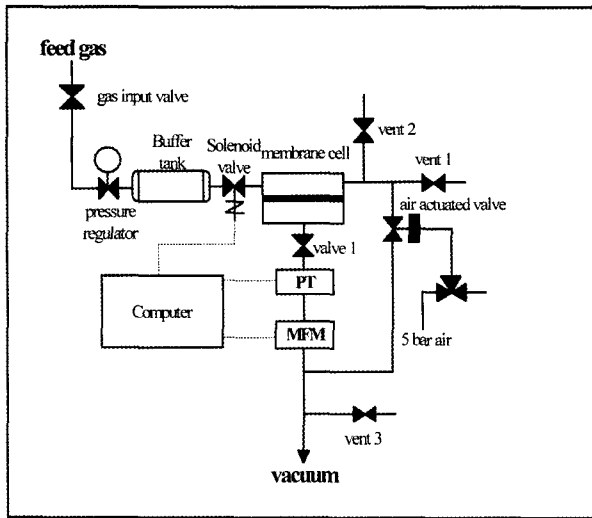 feed gas
gas input valve
Buffer
tank
Solenoid
valve
membrane cell
vent 2
vent 1
air actuated valve
pressure
regulator
valve 1
PT
Computer
MFM
5 bar air
vent 3
vacuum